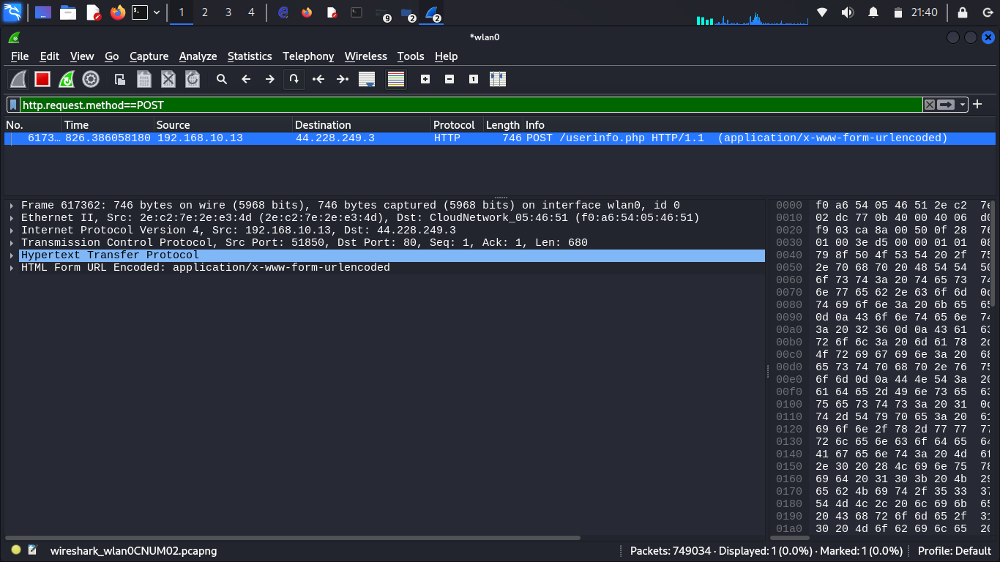 1 2 3 4 9 2 2 21:40
*wlan0
File Edit View Go Capture Analyze Statistics Telephony Wireless Tools Help
http.request.method==POST
No. Time Source Destination Protocol Length Info
6173… 826.386058180 192.168.10.13 44.228.249.3 HTTP 746 POST /userinfo.php HTTP/1.1 (application/x-www-form-urlencoded)
Frame 617362: 746 bytes on wire (5968 bits), 746 bytes captured (5968 bits) on interface wlan0, id 0
Ethernet II, Src: 2e:c2:7e:2e:e3:4d (2e:c2:7e:2e:e3:4d), Dst: CloudNetwork_05:46:51 (f0:a6:54:05:46:51)
Internet Protocol Version 4, Src: 192.168.10.13, Dst: 44.228.249.3
Transmission Control Protocol, Src Port: 51850, Dst Port: 80, Seq: 1, Ack: 1, Len: 680
Hypertext Transfer Protocol
HTML Form URL Encoded: application/x-www-form-urlencoded
0000 f0 a6 54 05 46 51 2e c2 7e
0010 02 dc 77 0b 40 00 40 06 d0
0020 f9 03 ca 8a 00 50 0f 28 76
0030 01 00 3e d5 00 00 01 01 08
0040 79 8f 50 4f 53 54 20 2f 75
0050 2e 70 68 70 20 48 54 54 50
0060 6f 73 74 3a 20 74 65 73 74
0070 6e 77 65 62 2e 63 6f 6d 0d
0080 74 69 6f 6e 3a 20 6b 65 65
0090 0d 0a 43 6f 6e 74 65 6e 74
00a0 3a 20 32 36 0d 0a 43 61 63
00b0 72 6f 6c 3a 20 6d 61 78 2d
00c0 4f 72 69 67 69 6e 3a 20 68
00d0 65 73 74 70 68 70 2e 76 75
00e0 6f 6d 0d 0a 44 4e 54 3a 20
00f0 61 64 65 2d 49 6e 73 65 63
0100 75 65 73 74 73 3a 20 31 0d
0110 74 2d 54 79 70 65 3a 20 61
0120 69 6f 6e 2f 78 2d 77 77 77
0130 72 6c 65 6e 63 6f 64 65 64
0140 41 67 65 6e 74 3a 20 4d 6f
0150 2e 30 20 28 4c 69 6e 75 78
0160 69 64 20 31 30 3b 20 4b 29
0170 65 62 4b 69 74 2f 35 33 37
0180 54 4d 4c 2c 20 6c 69 6b 65
0190 20 43 68 72 6f 6d 65 2f 31
01a0 30 20 4d 6f 62 69 6c 65 20
wireshark_wlan0CNUM02.pcapng Packets: 749034 · Displayed: 1 (0.0%) · Marked: 1 (0.0%) Profile: Default